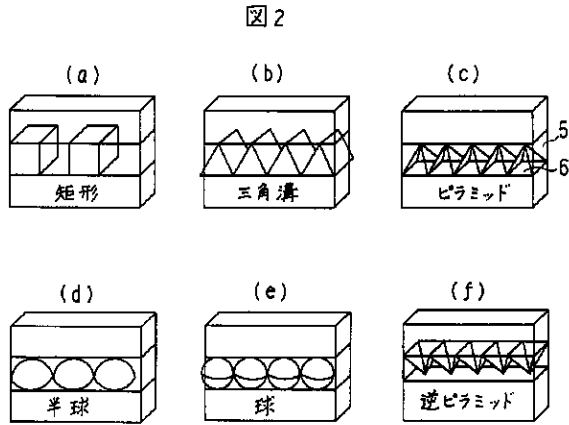 図2
(a) (b) (c)
5
6
矩形 三角溝 ピラミッド
(d) (e) (f)
半球 球 逆ピラミッド